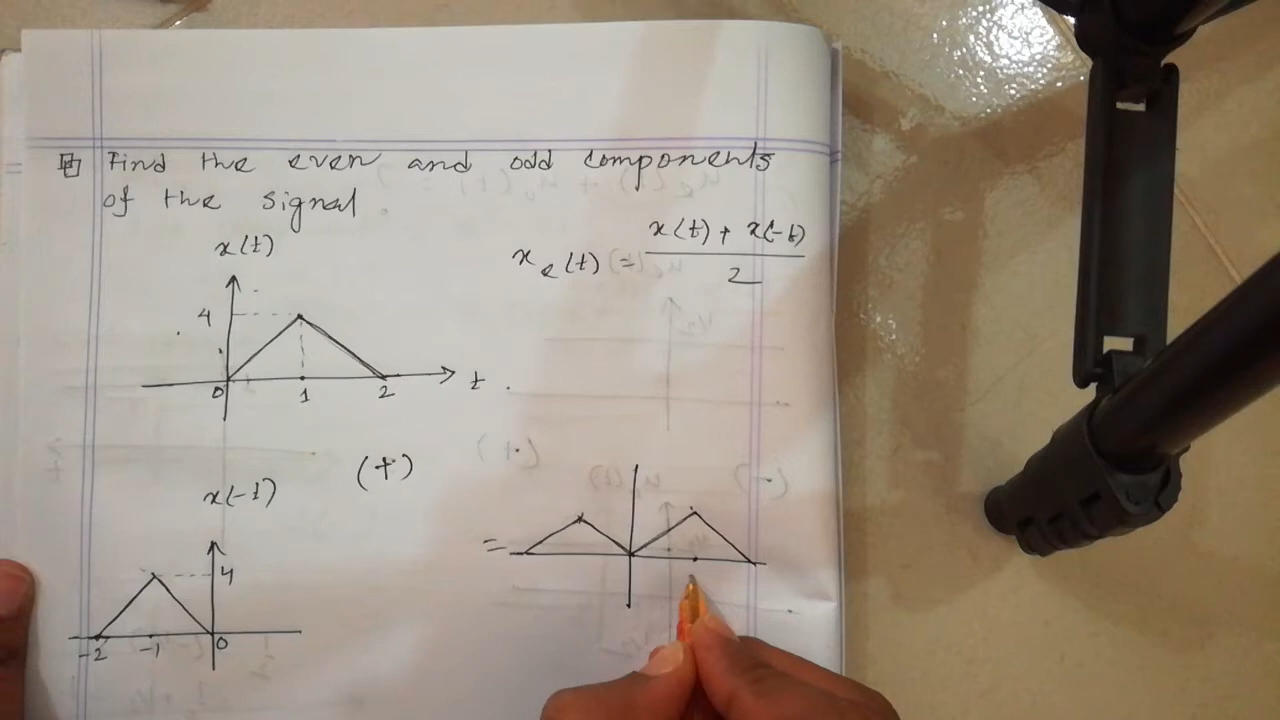 Find the even and odd components
of the signal.
x(t)
x_e(t) = x(t) + x(-t) / 2
4
0 1 2 t
x(-t) (+)
=
4
-2 -1 0